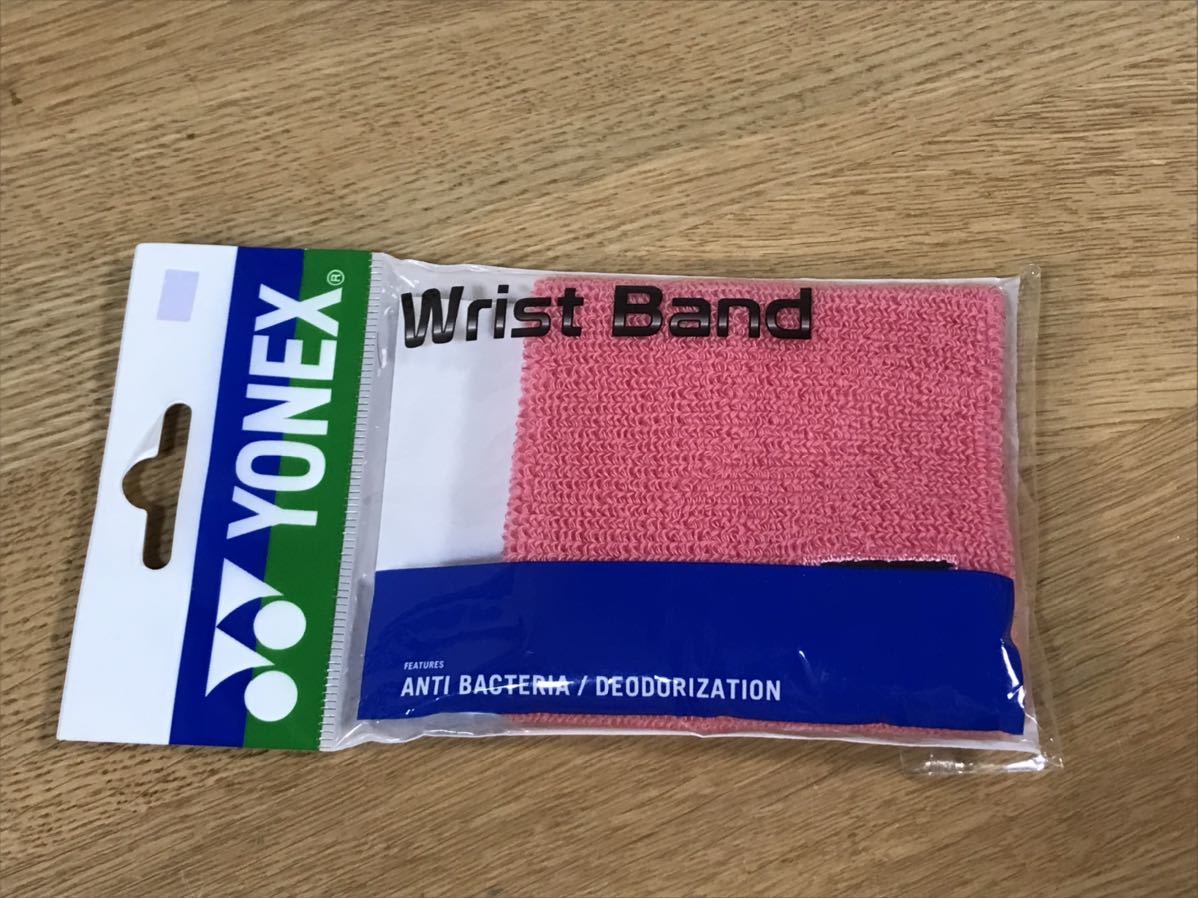 YONEX®
Wrist Band
FEATURES
ANTI BACTERIA / DEODORIZATION